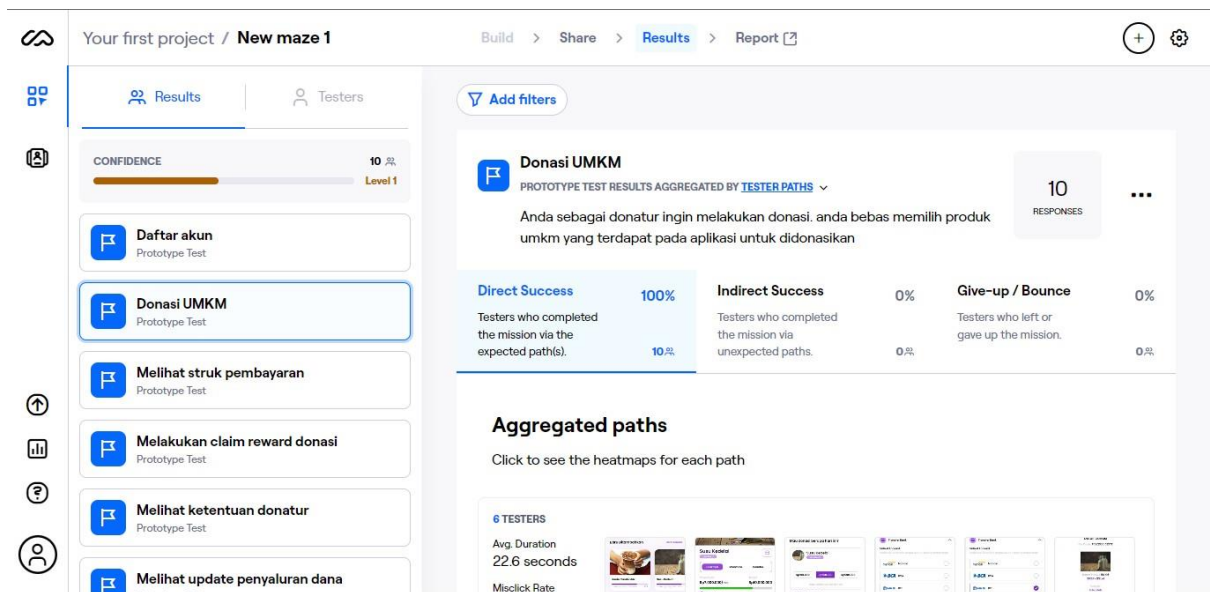 Your first project / New maze 1
Build > Share > Results > Report
Results
Testers
CONFIDENCE
10
Level 1
Daftar akun
Prototype Test
Donasi UMKM
Prototype Test
Melihat struk pembayaran
Prototype Test
Melakukan claim reward donasi
Prototype Test
Melihat ketentuan donatur
Prototype Test
Melihat update penyaluran dana
Add filters
Donasi UMKM
PROTOTYPE TEST RESULTS AGGREGATED BY TESTER PATHS
Anda sebagai donatur ingin melakukan donasi. anda bebas memilih produk
umkm yang terdapat pada aplikasi untuk didonasikan
10
RESPONSES
Direct Success
100%
Testers who completed
the mission via the
expected path(s).
10
Indirect Success
0%
Testers who completed
the mission via
unexpected paths.
0
Give-up / Bounce
0%
Testers who left or
gave up the mission.
0
Aggregated paths
Click to see the heatmaps for each path
6 TESTERS
Avg. Duration
22.6 seconds
Misclick Rate
Susu Kedelai